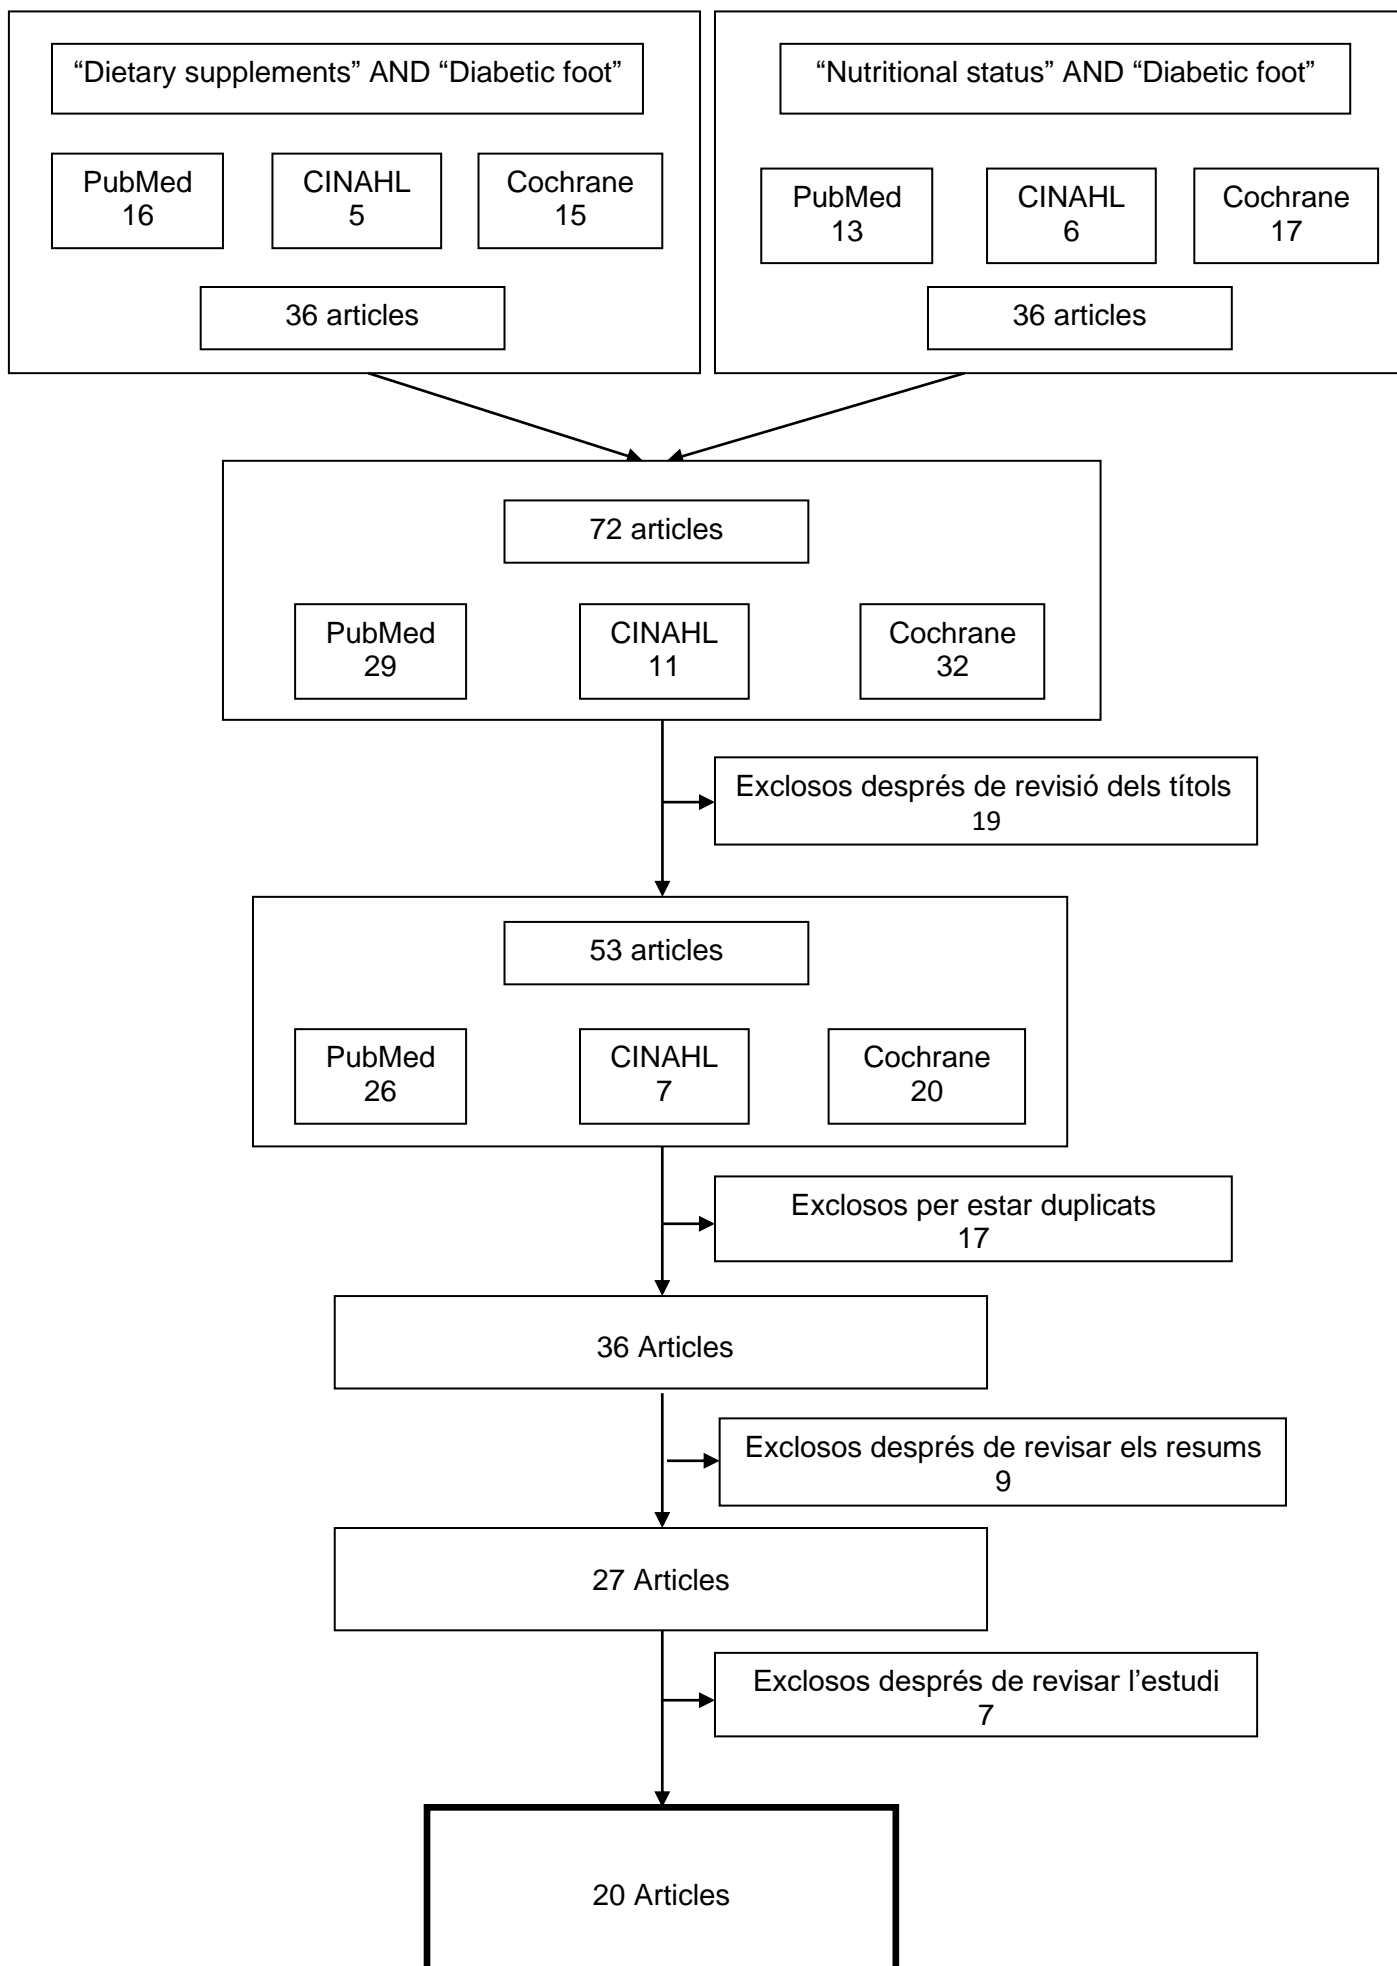 “Dietary supplements” AND “Diabetic foot”
PubMed
16
CINAHL
5
Cochrane
15
36 articles
“Nutritional status” AND “Diabetic foot”
PubMed
13
CINAHL
6
Cochrane
17
36 articles
72 articles
PubMed
29
CINAHL
11
Cochrane
32
Exclosos després de revisió dels títols
19
53 articles
PubMed
26
CINAHL
7
Cochrane
20
Exclosos per estar duplicats
17
36 Articles
Exclosos després de revisar els resums
9
27 Articles
Exclosos després de revisar l’estudi
7
20 Articles